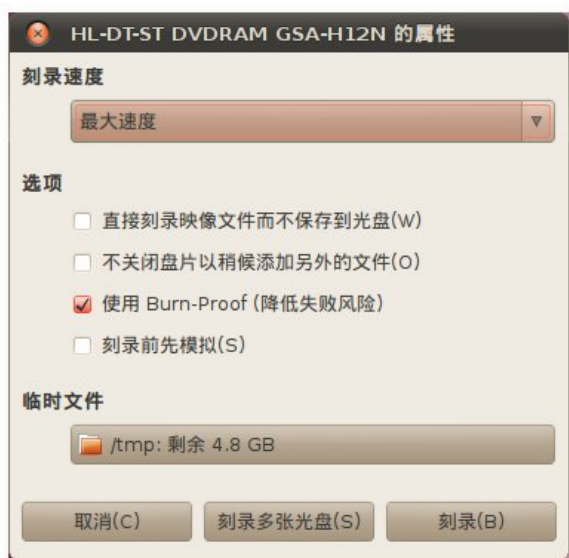 HL-DT-ST DVDRAM GSA-H12N 的属性
刻录速度
最大速度
选项
直接刻录映像文件而不保存到光盘(W)
不关闭盘片以稍候添加另外的文件(O)
使用 Burn-Proof (降低失败风险)
刻录前先模拟(S)
临时文件
/tmp: 剩余 4.8 GB
取消(C) 刻录多张光盘(S) 刻录(B)